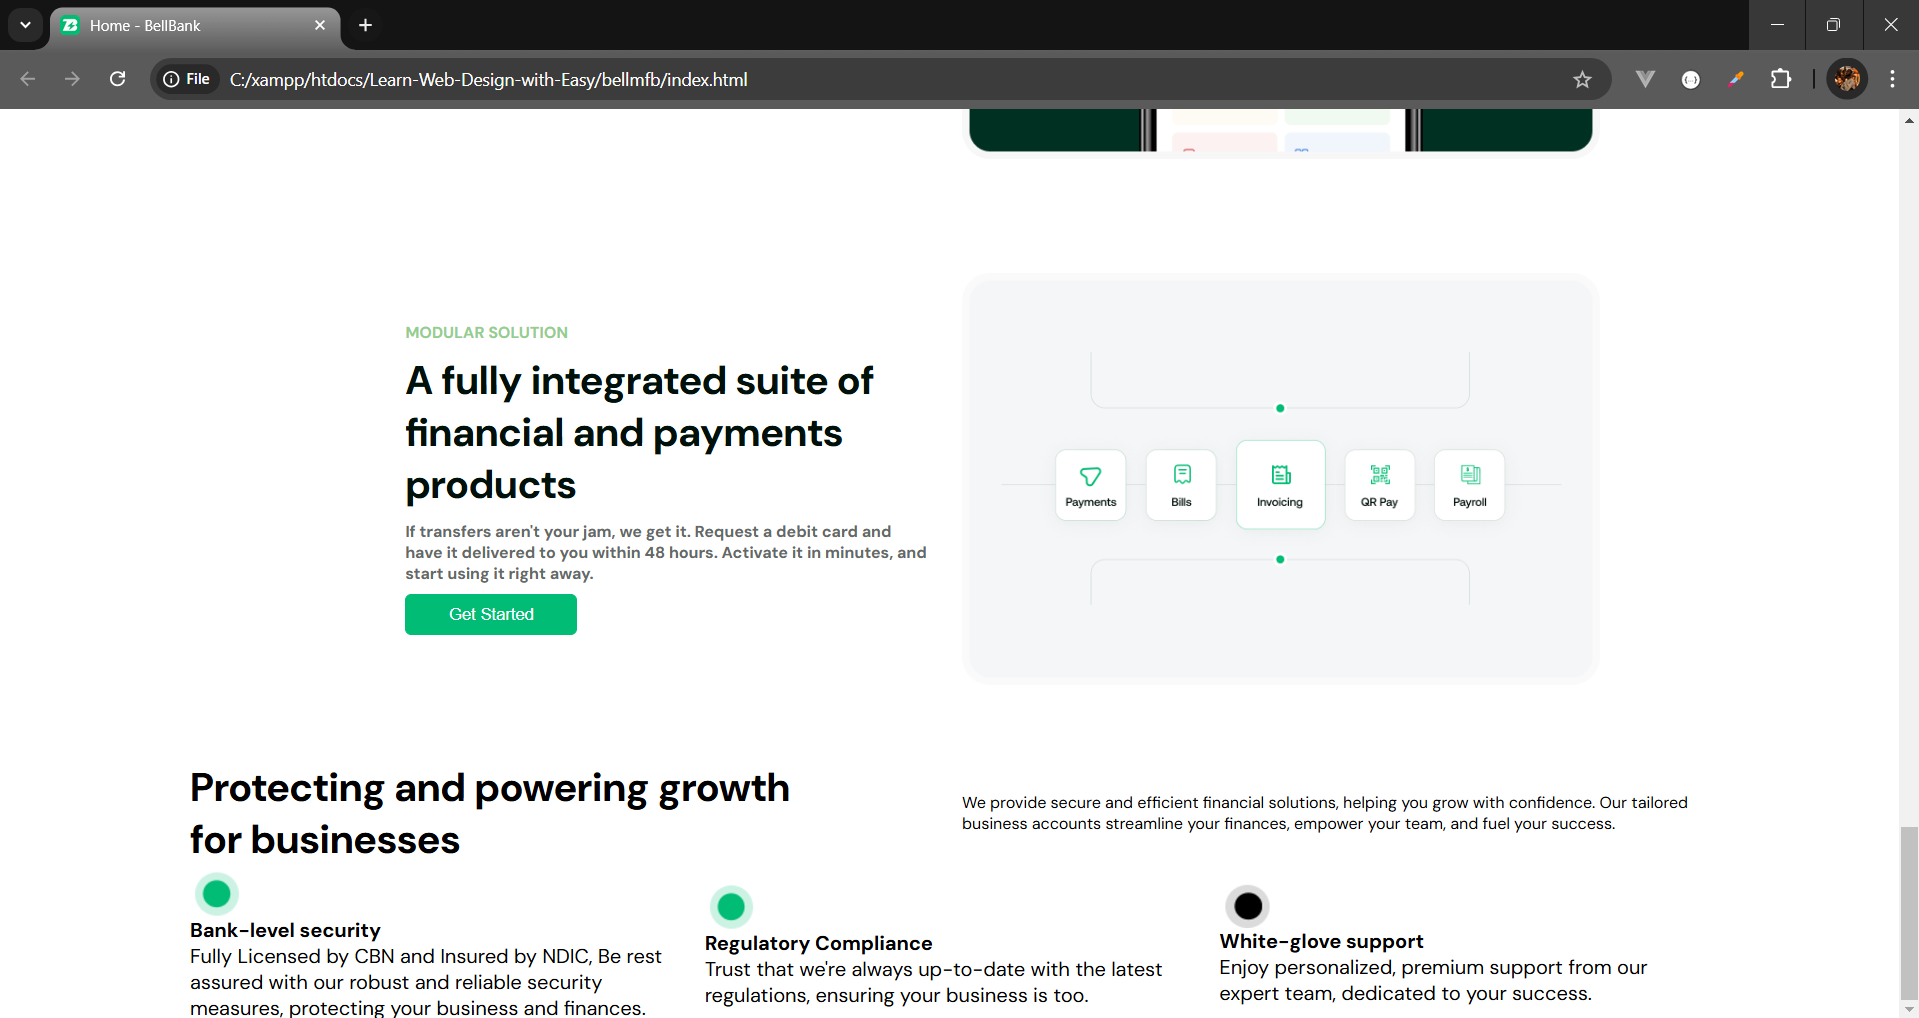 Home - BellBank
File
C:/xampp/htdocs/Learn-Web-Design-with-Easy/bellmfb/index.html
MODULAR SOLUTION
A fully integrated suite of
financial and payments
products
If transfers aren't your jam, we get it. Request a debit card and
have it delivered to you within 48 hours. Activate it in minutes, and
start using it right away.
Get Started
Payments
Bills
Invoicing
QR Pay
Payroll
Protecting and powering growth
for businesses
We provide secure and efficient financial solutions, helping you grow with confidence. Our tailored
business accounts streamline your finances, empower your team, and fuel your success.
Bank-level security
Fully Licensed by CBN and Insured by NDIC, Be rest
assured with our robust and reliable security
measures, protecting your business and finances.
Regulatory Compliance
Trust that we're always up-to-date with the latest
regulations, ensuring your business is too.
White-glove support
Enjoy personalized, premium support from our
expert team, dedicated to your success.